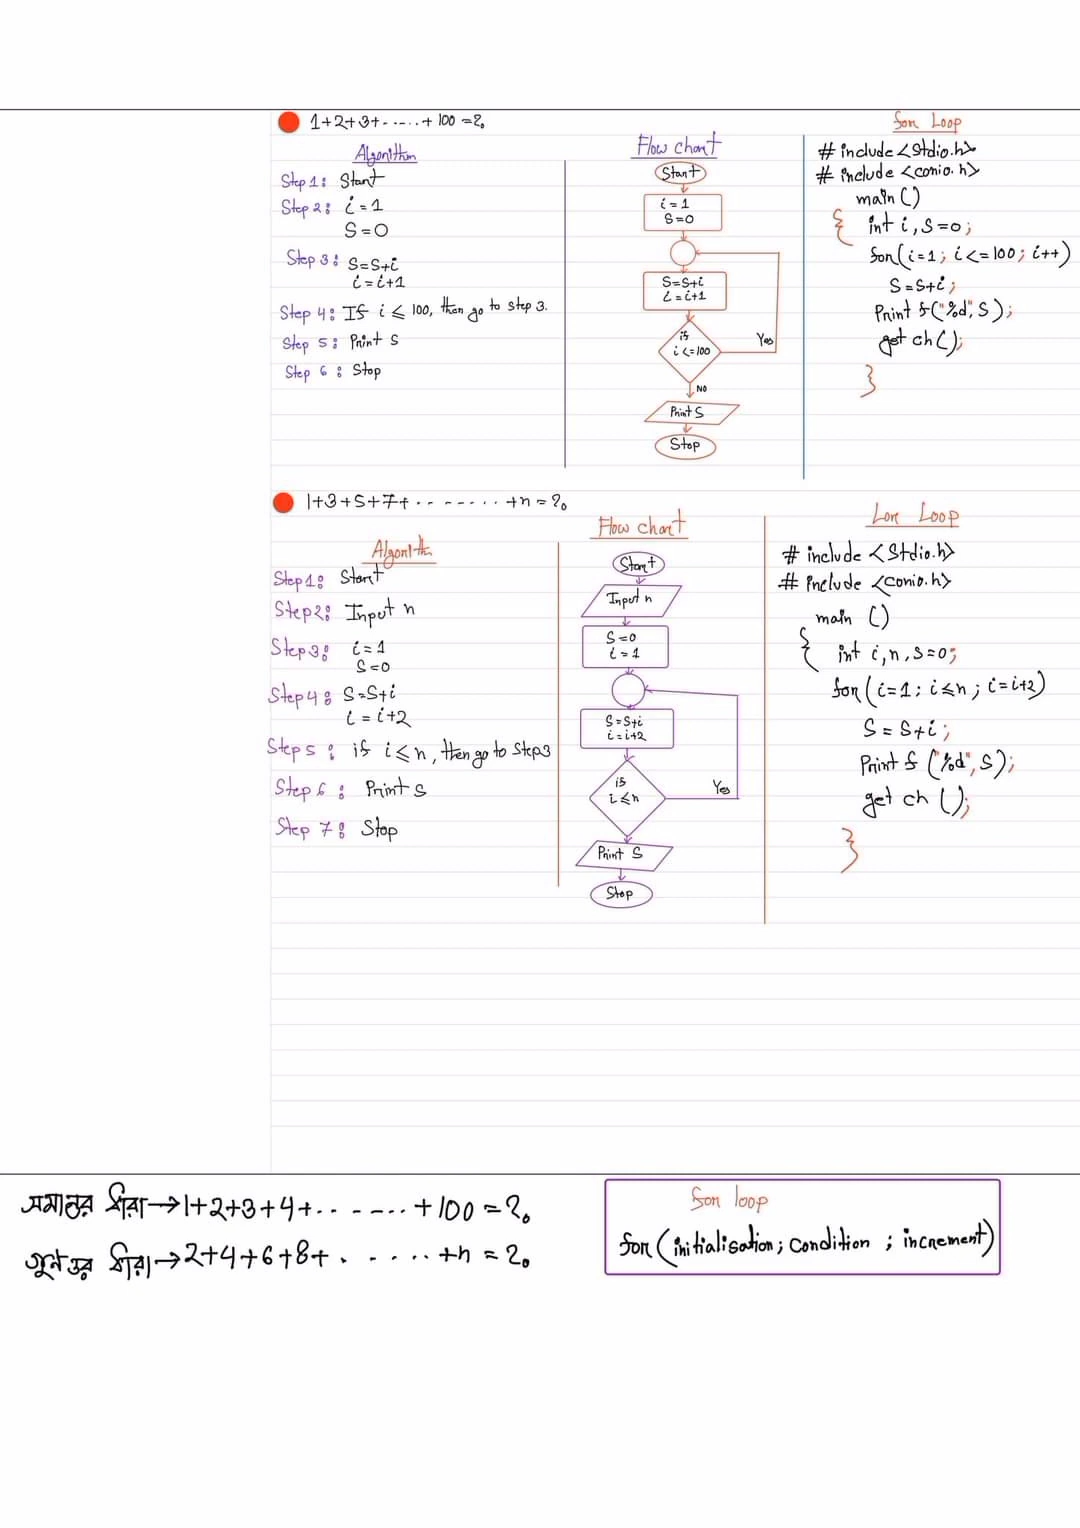 1+2+3+......+ 100 = ?
Algorithm
Step 1: Start
Step 2: i = 1
S = 0
Step 3: S=S+i
i = i+1
Step 4: If i ≤ 100, then go to step 3.
Step 5: Print S
Step 6: Stop
Flow chart
Start
i = 1
S=0
S=S+i
i = i+1
is
i <= 100
Yes
NO
Print S
Stop
for Loop
# include <Stdio.h>
# include <conio.h>
main ()
{ int i, S=0;
for(i=1; i<=100; i++)
S=S+i;
Print f("%d", S);
get ch();
}
1+3+5+7+..........+n = ?
Algorith
Step 1: Start
Step 2: Input n
Step 3: i = 1
S = 0
Step 4: S=S+i
i = i+2
Step 5: if i ≤ n, then go to Step3
Step 6: Print S
Step 7: Stop
Flow chart
Start
Input n
S=0
i = 1
S=S+i
i=i+2
is
i ≤ n
Yes
Print S
Stop
Lor Loop
# include <Stdio.h>
# include <conio.h>
main ()
{ int i, n, S=0;
for (i=1; i≤n; i=i+2)
S = S+i;
Print f ("%d", S);
get ch ();
}
সমান্তর ধারা→1+2+3+4+.......+100 = ?
গুণত্তর ধারা→2+4+6+8+......+n = ?
for loop
for (initialisation; condition ; increment)